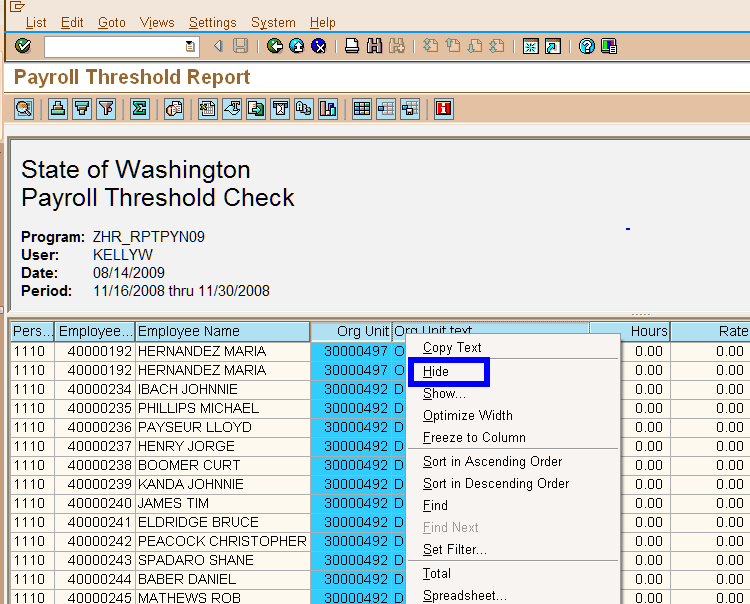 List Edit Goto Views Settings System Help
Payroll Threshold Report
State of Washington
Payroll Threshold Check
Program: ZHR_RPTPYN09
User: KELLYW
Date: 08/14/2009
Period: 11/16/2008 thru 11/30/2008
Pers... Employee... Employee Name Org Unit Org Unit text Hours Rate
1110 40000192 HERNANDEZ MARIA 30000497 O 0.00 0.00
1110 40000192 HERNANDEZ MARIA 30000497 O 0.00 0.00
1110 40000234 IBACH JOHNNIE 30000492 D 0.00 0.00
1110 40000235 PHILLIPS MICHAEL 30000492 D 0.00 0.00
1110 40000236 PAYSEUR LLOYD 30000492 D 0.00 0.00
1110 40000237 HENRY JORGE 30000492 D 0.00 0.00
1110 40000238 BOOMER CURT 30000492 D 0.00 0.00
1110 40000239 KANDA JOHNNIE 30000492 D 0.00 0.00
1110 40000240 JAMES TIM 30000492 D 0.00 0.00
1110 40000241 ELDRIDGE BRUCE 30000492 D 0.00 0.00
1110 40000242 PEACOCK CHRISTOPHER 30000492 D 0.00 0.00
1110 40000243 SPADARO SHANE 30000492 D 0.00 0.00
1110 40000244 BABER DANIEL 30000492 D 0.00 0.00
1110 40000245 MATHEWS ROB 30000492 D 0.00 0.00
Copy Text
Hide
Show...
Optimize Width
Freeze to Column
Sort in Ascending Order
Sort in Descending Order
Find
Find Next
Set Filter...
Total
Spreadsheet...